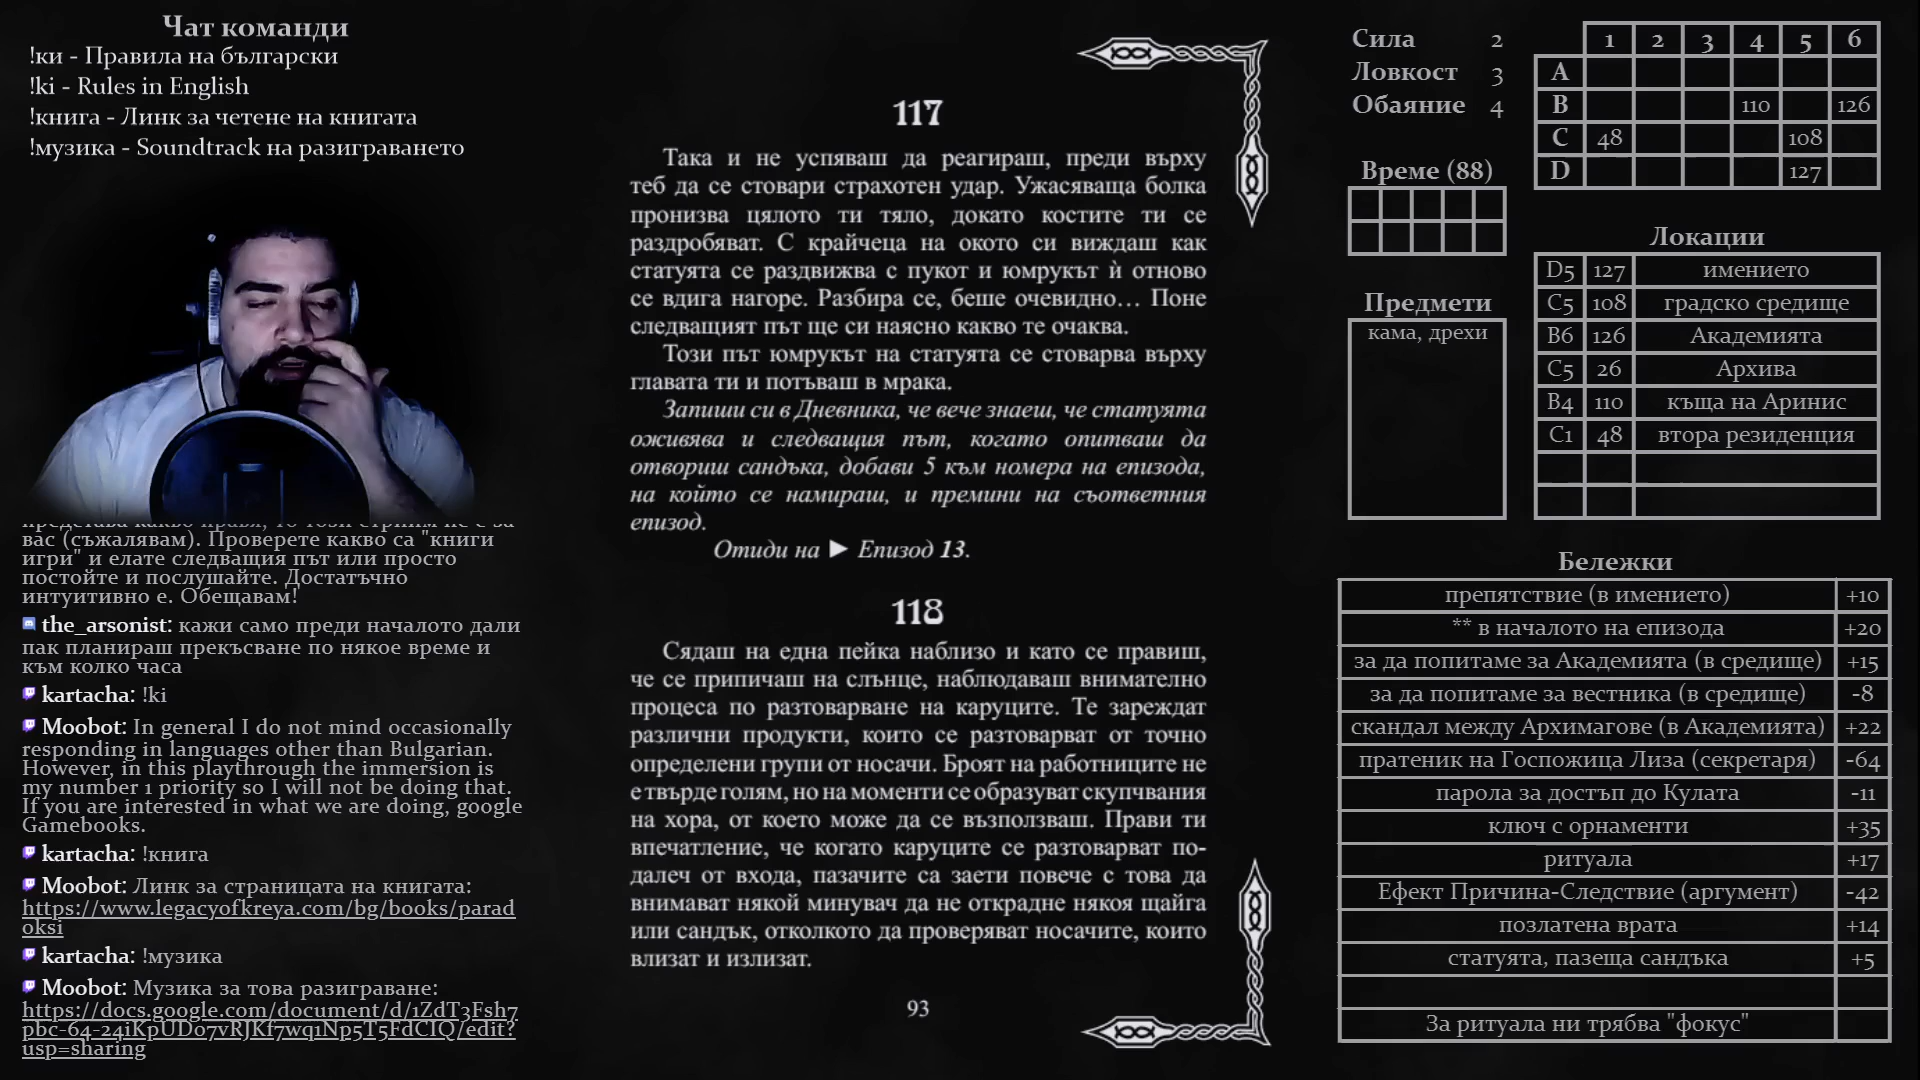 Чат команди
!ки - Правила на български
!ki - Rules in English
!книга - Линк за четене на книгата
!музика - Soundtrack на разиграването
вас (съжалявам). Проверете какво са "книги
игри" и елате следващия път или просто
постойте и послушайте. Достатъчно
интуитивно е. Обещавам!
the_arsonist: кажи само преди началото дали
пак планираш прекъсване по някое време и
към колко часа
kartacha: !ki
Moobot: In general I do not mind occasionally
responding in languages other than Bulgarian.
However, in this playthrough the immersion is
my number 1 priority so I will not be doing that.
If you are interested in what we are doing, google
Gamebooks.
kartacha: !книга
Moobot: Линк за страницата на книгата:
https://www.legacyofkreya.com/bg/books/parad
oksi
kartacha: !музика
Moobot: Музика за това разиграване:
https://docs.google.com/document/d/1ZdT3Fsh7
pbc-64-24iKpUDo7vRJKf7wq1Np5T5FdCIQ/edit?
usp=sharing
117
Така и не успяваш да реагираш, преди върху
теб да се стовари страхотен удар. Ужасяваща болка
пронизва цялото ти тяло, докато костите ти се
раздробяват. С крайчеца на окото си виждаш как
статуята се раздвижва с пукот и юмрукът ѝ отново
се вдига нагоре. Разбира се, беше очевидно… Поне
следващият път ще си наясно какво те очаква.
Този път юмрукът на статуята се стоварва върху
главата ти и потъваш в мрака.
Запиши си в Дневника, че вече знаеш, че статуята
оживява и следващия път, когато опитваш да
отвориш сандъка, добави 5 към номера на епизода,
на който се намираш, и премини на съответния
епизод.
Отиди на ► Епизод 13.
118
Сядаш на една пейка наблизо и като се правиш,
че се припичаш на слънце, наблюдаваш внимателно
процеса по разтоварване на каруците. Те зареждат
различни продукти, които се разтоварват от точно
определени групи от носачи. Броят на работниците не
е твърде голям, но на моменти се образуват скупчвания
на хора, от което може да се възползваш. Прави ти
впечатление, че когато каруците се разтоварват по-
далеч от входа, пазачите са заети повече с това да
внимават някой минувач да не открадне някоя щайга
или сандък, отколкото да проверяват носачите, които
влизат и излизат.
93
Сила 2
Ловкост 3
Обаяние 4
Време (88)
Предмети
кама, дрехи
1 2 3 4 5 6
A
B 110 126
C 48 108
D 127
Локации
D5 127 имението
C5 108 градско средище
B6 126 Академията
C5 26 Архива
B4 110 къща на Аринис
C1 48 втора резиденция
Бележки
препятствие (в имението) +10
** в началото на епизода +20
за да попитаме за Академията (в средище) +15
за да попитаме за вестника (в средище) -8
скандал между Архимагове (в Академията) +22
пратеник на Госпожица Лиза (секретаря) -64
парола за достъп до Кулата -11
ключ с орнаменти +35
ритуала +17
Ефект Причина-Следствие (аргумент) -42
позлатена врата +14
статуята, пазеща сандъка +5
За ритуала ни трябва "фокус"